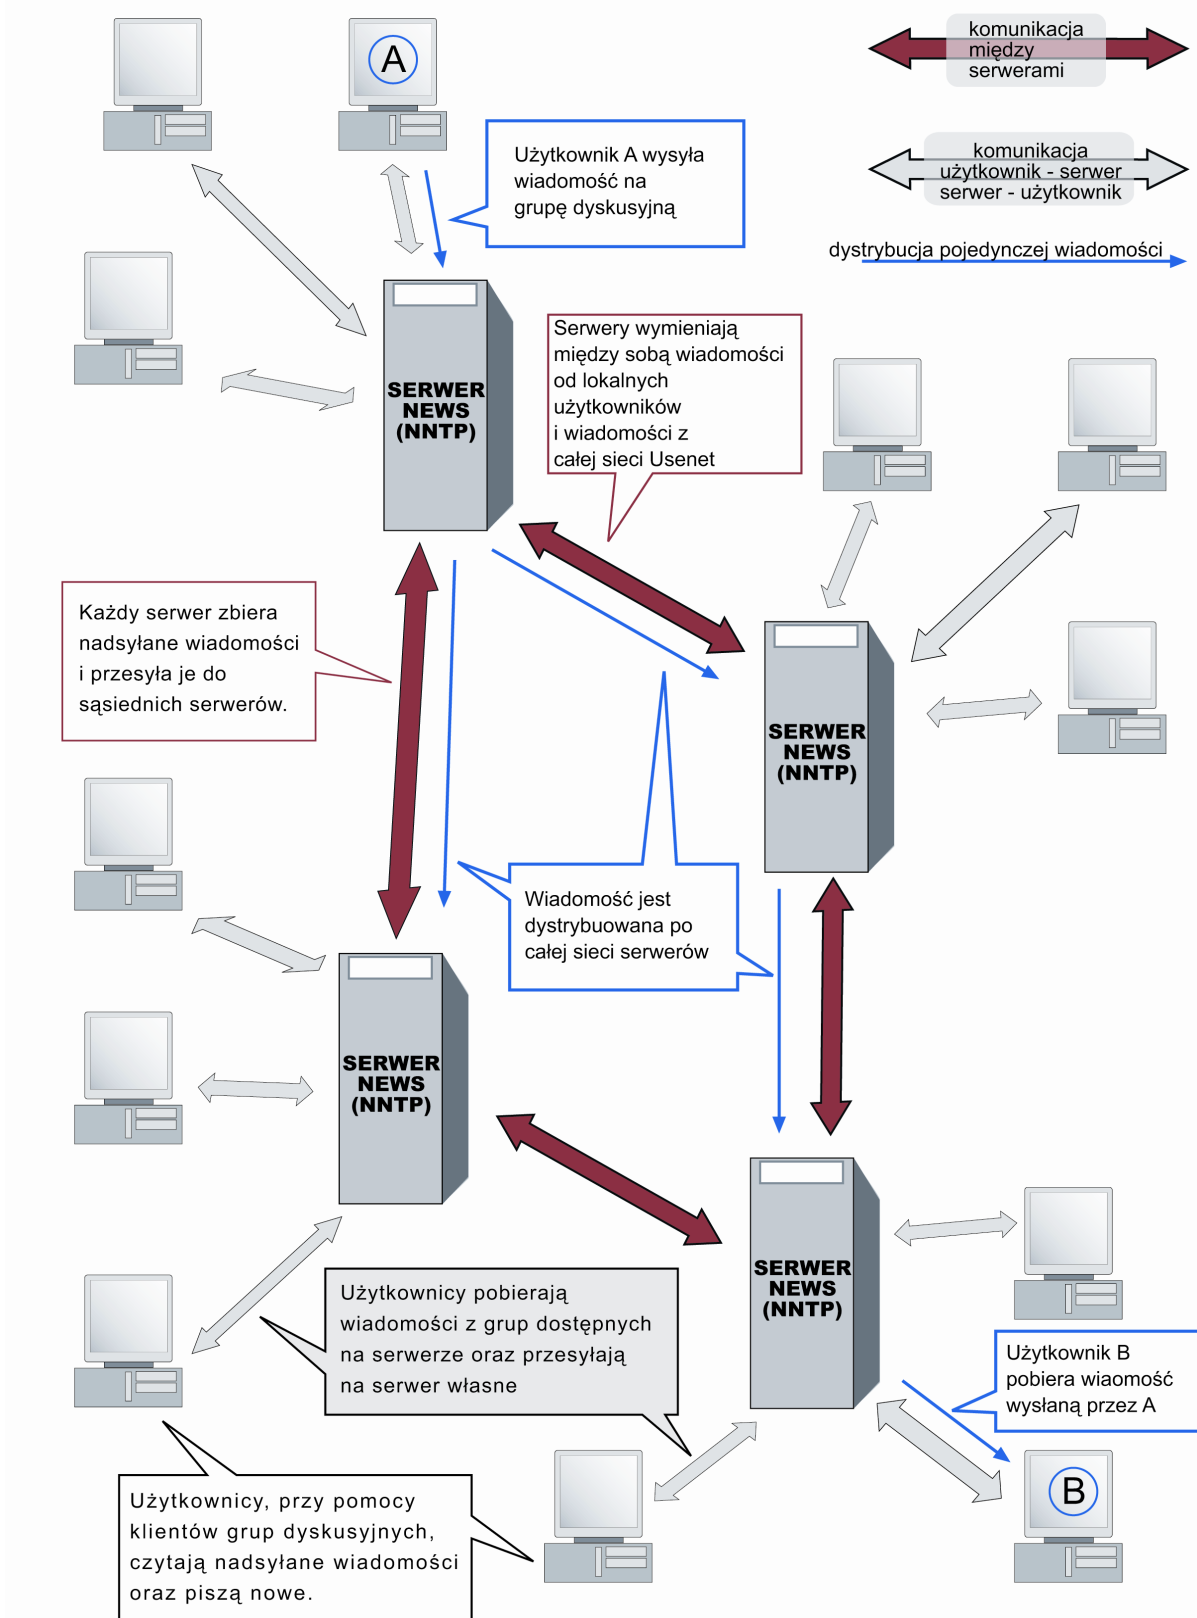 A
komunikacja
między
serwerami
Użytkownik A wysyła
wiadomość na
grupę dyskusyjną
komunikacja
użytkownik - serwer
serwer - użytkownik
dystrybucja pojedynczej wiadomości
SERWER
NEWS
(NNTP)
Serwery wymieniają
między sobą wiadomości
od lokalnych
użytkowników
i wiadomości z
całej sieci Usenet
Każdy serwer zbiera
nadsyłane wiadomości
i przesyła je do
sąsiednich serwerów.
SERWER
NEWS
(NNTP)
Wiadomość jest
dystrybuowana po
całej sieci serwerów
SERWER
NEWS
(NNTP)
SERWER
NEWS
(NNTP)
Użytkownicy pobierają
wiadomości z grup dostępnych
na serwerze oraz przesyłają
na serwer własne
Użytkownik B
pobiera wiaomość
wysłaną przez A
B
Użytkownicy, przy pomocy
klientów grup dyskusyjnych,
czytają nadsyłane wiadomości
oraz piszą nowe.